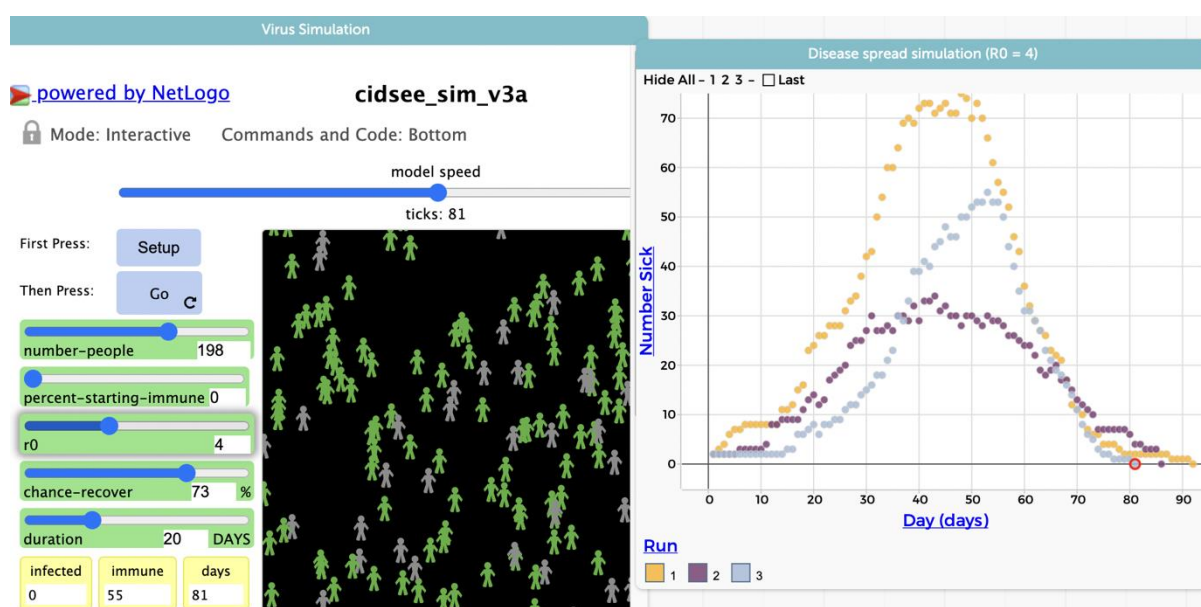 Virus Simulation
powered by NetLogo
cidsee_sim_v3a
Mode: Interactive Commands and Code: Bottom
model speed
ticks: 81
First Press:
Setup
Then Press:
Go
number-people 198
percent-starting-immune 0
r0 4
chance-recover 73 %
duration 20 DAYS
infected immune days
0 55 81
Disease spread simulation (R0 = 4)
Hide All – 1 2 3 – Last
70
60
50
40
30
20
10
0
Number Sick
0 10 20 30 40 50 60 70 80 90
Day (days)
Run
1 2 3